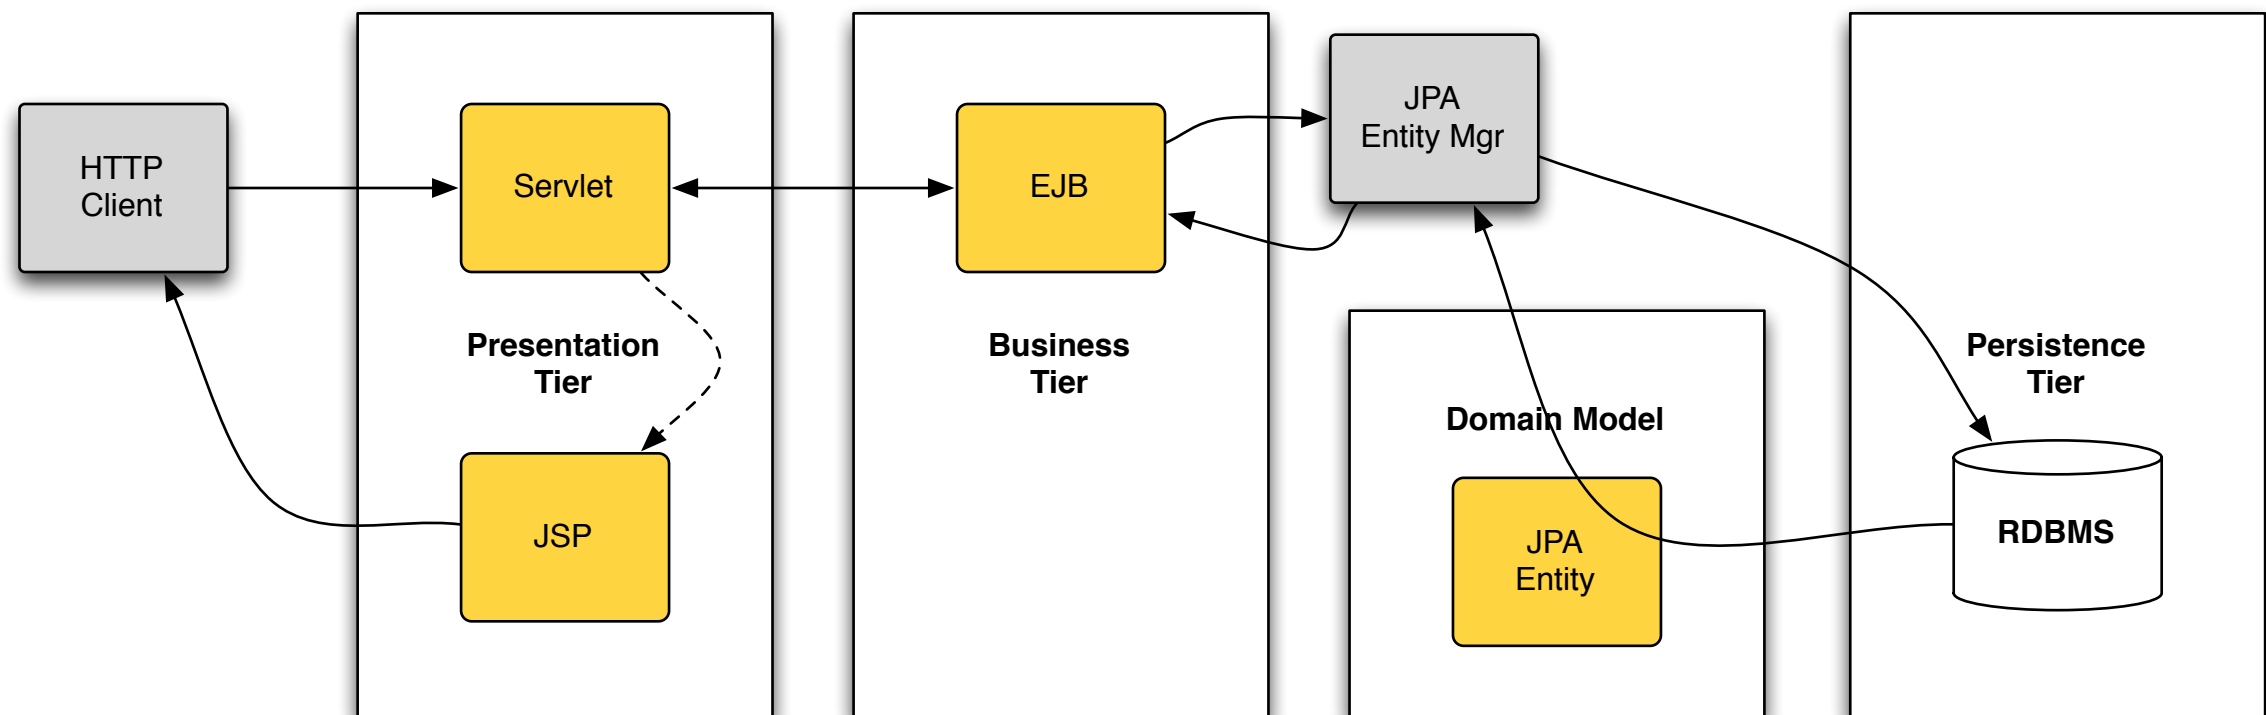 HTTP
Client
Servlet
Presentation
Tier
JSP
EJB
Business
Tier
JPA
Entity Mgr
Domain Model
JPA
Entity
Persistence
Tier
RDBMS